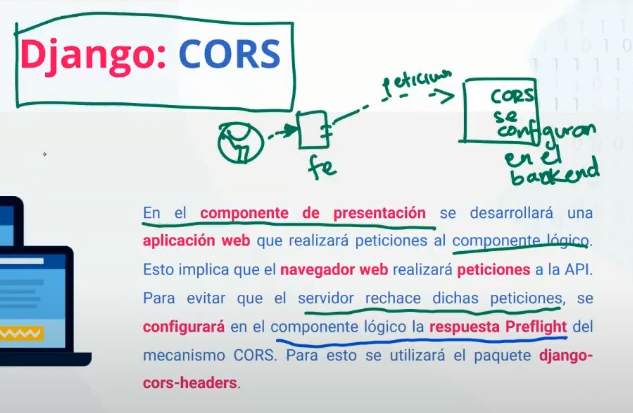 Django: CORS
petición
CORS
se
configuran
en el
backend
fe
En el componente de presentación se desarrollará una
aplicación web que realizará peticiones al componente lógico.
Esto implica que el navegador web realizará peticiones a la API.
Para evitar que el servidor rechace dichas peticiones, se
configurará en el componente lógico la respuesta Preflight del
mecanismo CORS. Para esto se utilizará el paquete django-
cors-headers.